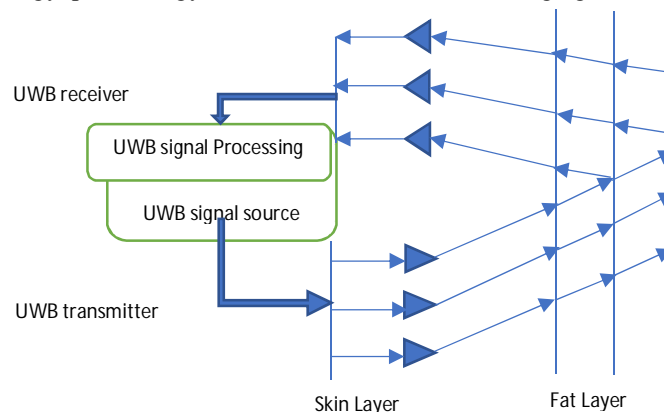 UWB receiver
UWB signal Processing
UWB signal source
UWB transmitter
Skin Layer
Fat Layer